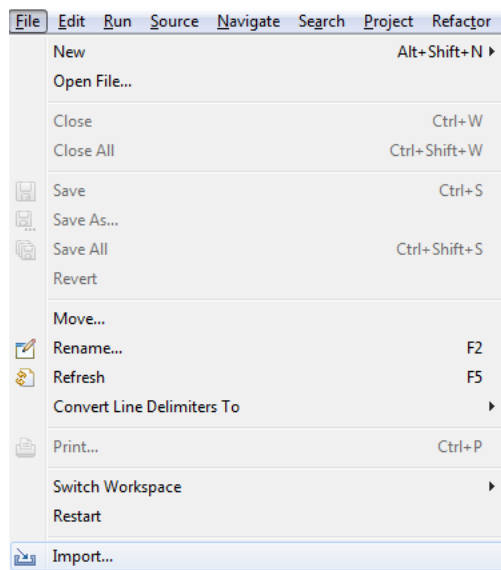 File Edit Run Source Navigate Search Project Refactor
New Alt+Shift+N
Open File...
Close Ctrl+W
Close All Ctrl+Shift+W
Save Ctrl+S
Save As...
Save All Ctrl+Shift+S
Revert
Move...
Rename... F2
Refresh F5
Convert Line Delimiters To
Print... Ctrl+P
Switch Workspace
Restart
Import...